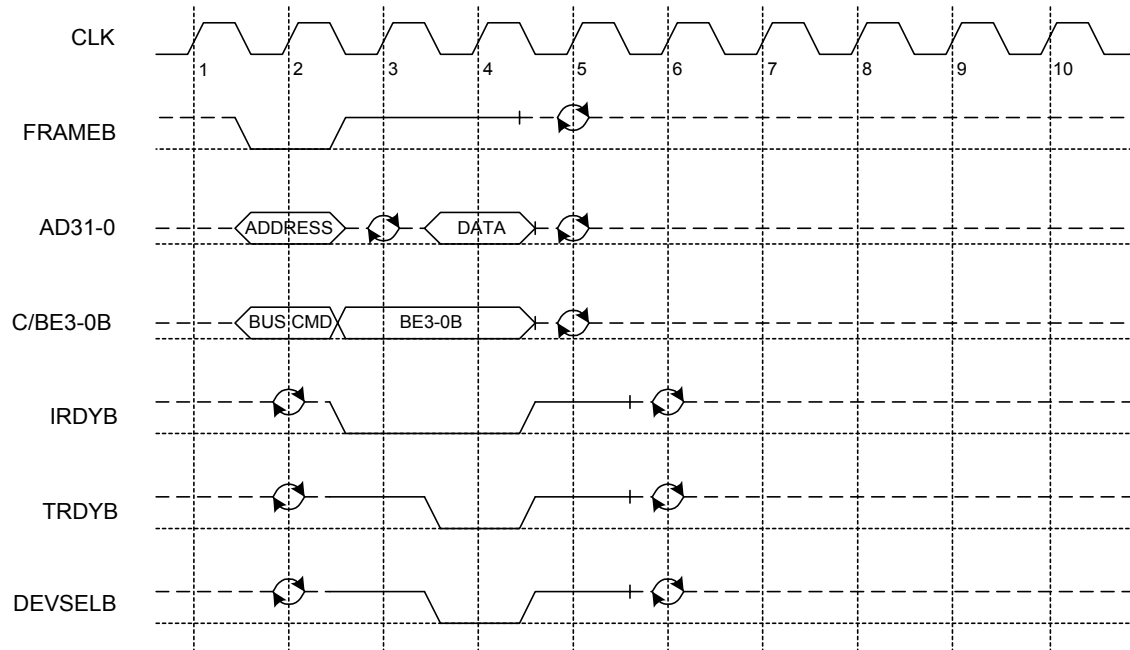 CLK
1 2 3 4 5 6 7 8 9 10
FRAMEB
AD31-0 ADDRESS DATA
C/BE3-0B BUS CMD BE3-0B
IRDYB
TRDYB
DEVSELB